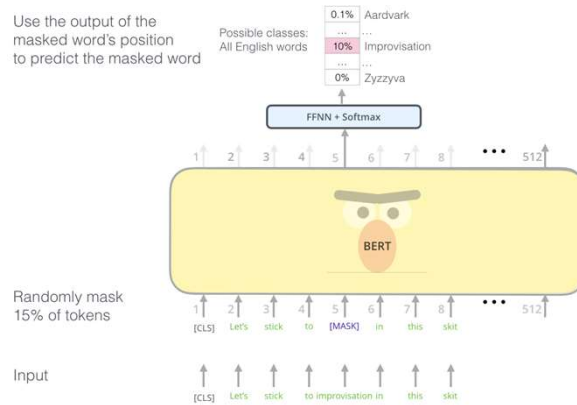 Use the output of the
masked word's position
to predict the masked word
Possible classes:
All English words
0.1% Aardvark
... ...
10% Improvisation
... ...
0% Zyzzyva
FFNN + Softmax
1 2 3 4 5 6 7 8 ••• 512
BERT
Randomly mask
15% of tokens
1 2 3 4 5 6 7 8 ••• 512
[CLS] Let's stick to [MASK] in this skit
Input
[CLS] Let's stick to improvisation in this skit